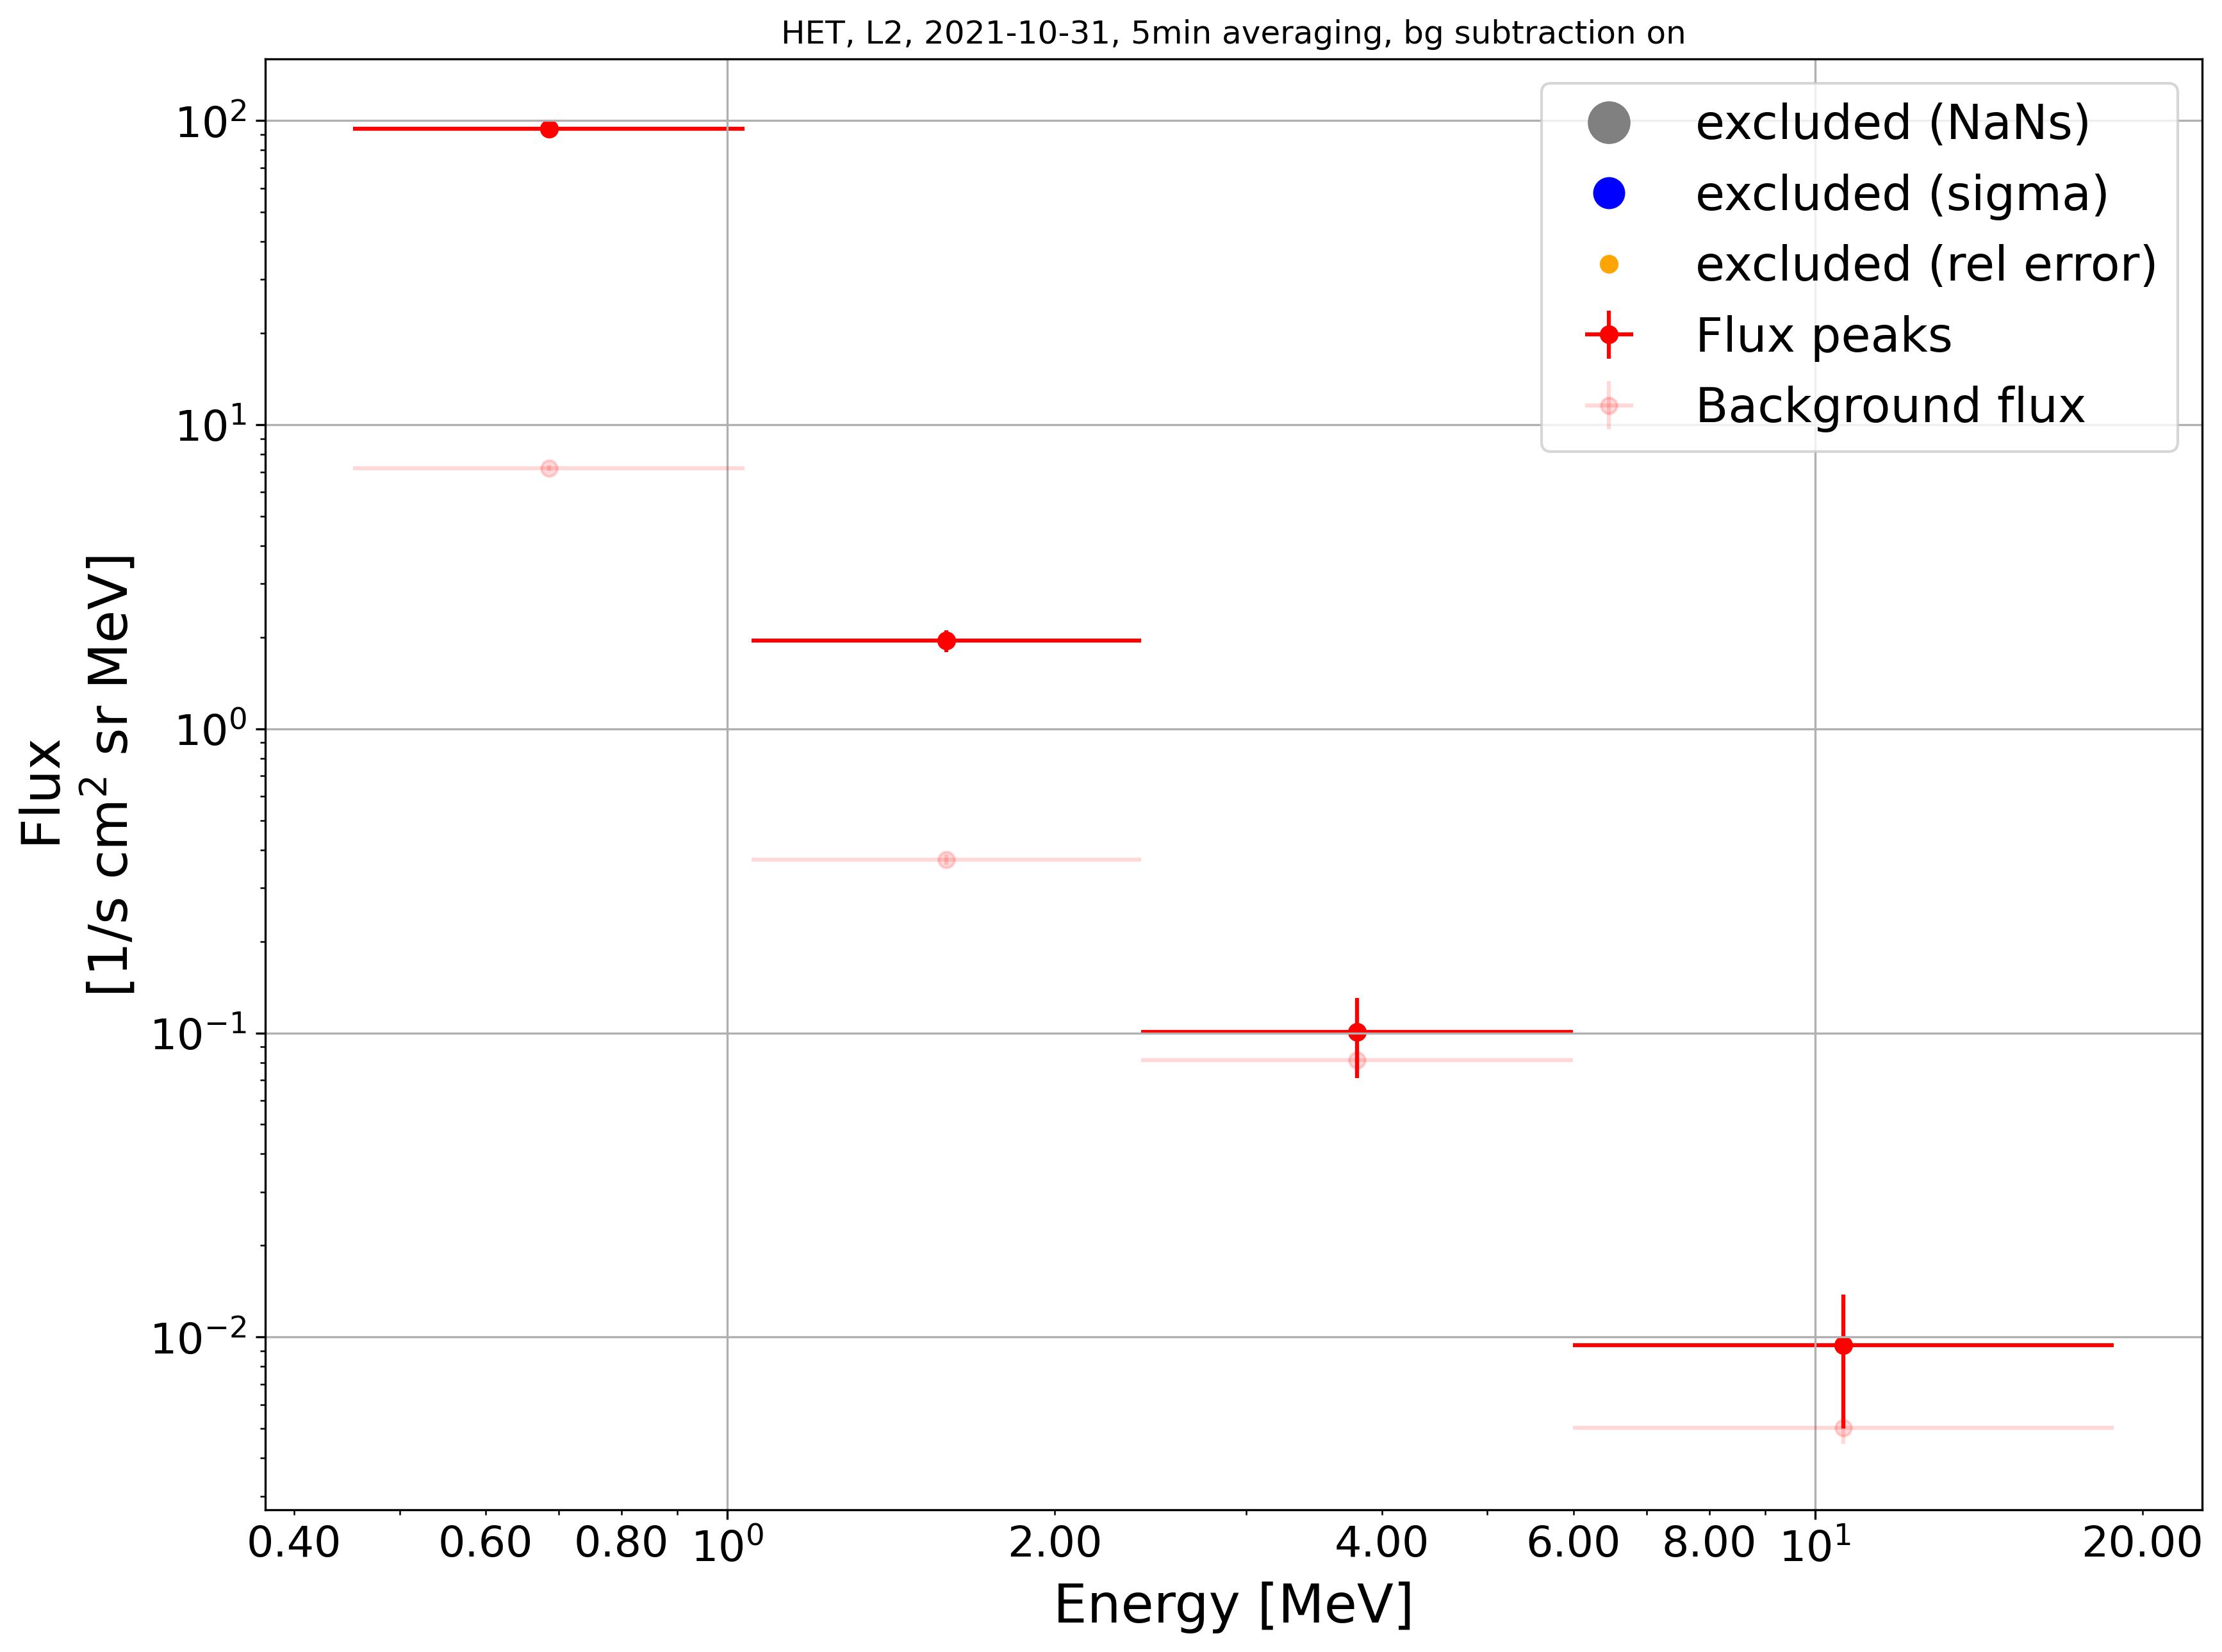 HET, L2, 2021-10-31, 5min averaging, bg subtraction on
excluded (NaNs)
excluded (sigma)
excluded (rel error)
Flux peaks
Background flux
Flux
[1/s cm² sr MeV]
10²
10¹
10⁰
10⁻¹
10⁻²
0.40 0.60 0.80 10⁰ 2.00 4.00 6.00 8.00 10¹ 20.00
Energy [MeV]